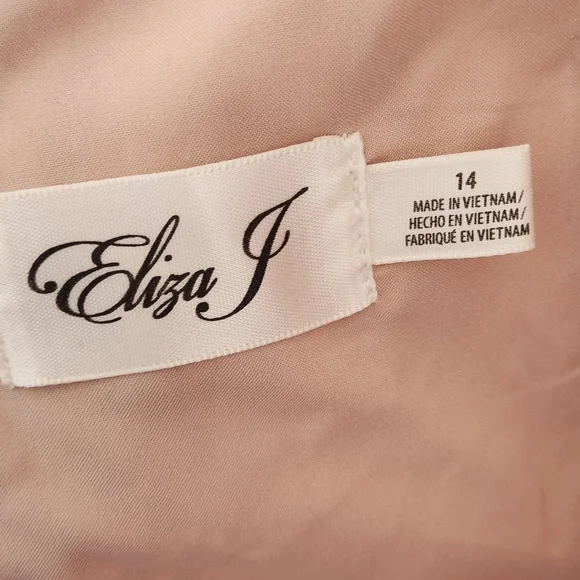 Eliza J
14
MADE IN VIETNAM/
HECHO EN VIETNAM/
FABRIQUÉ EN VIETNAM